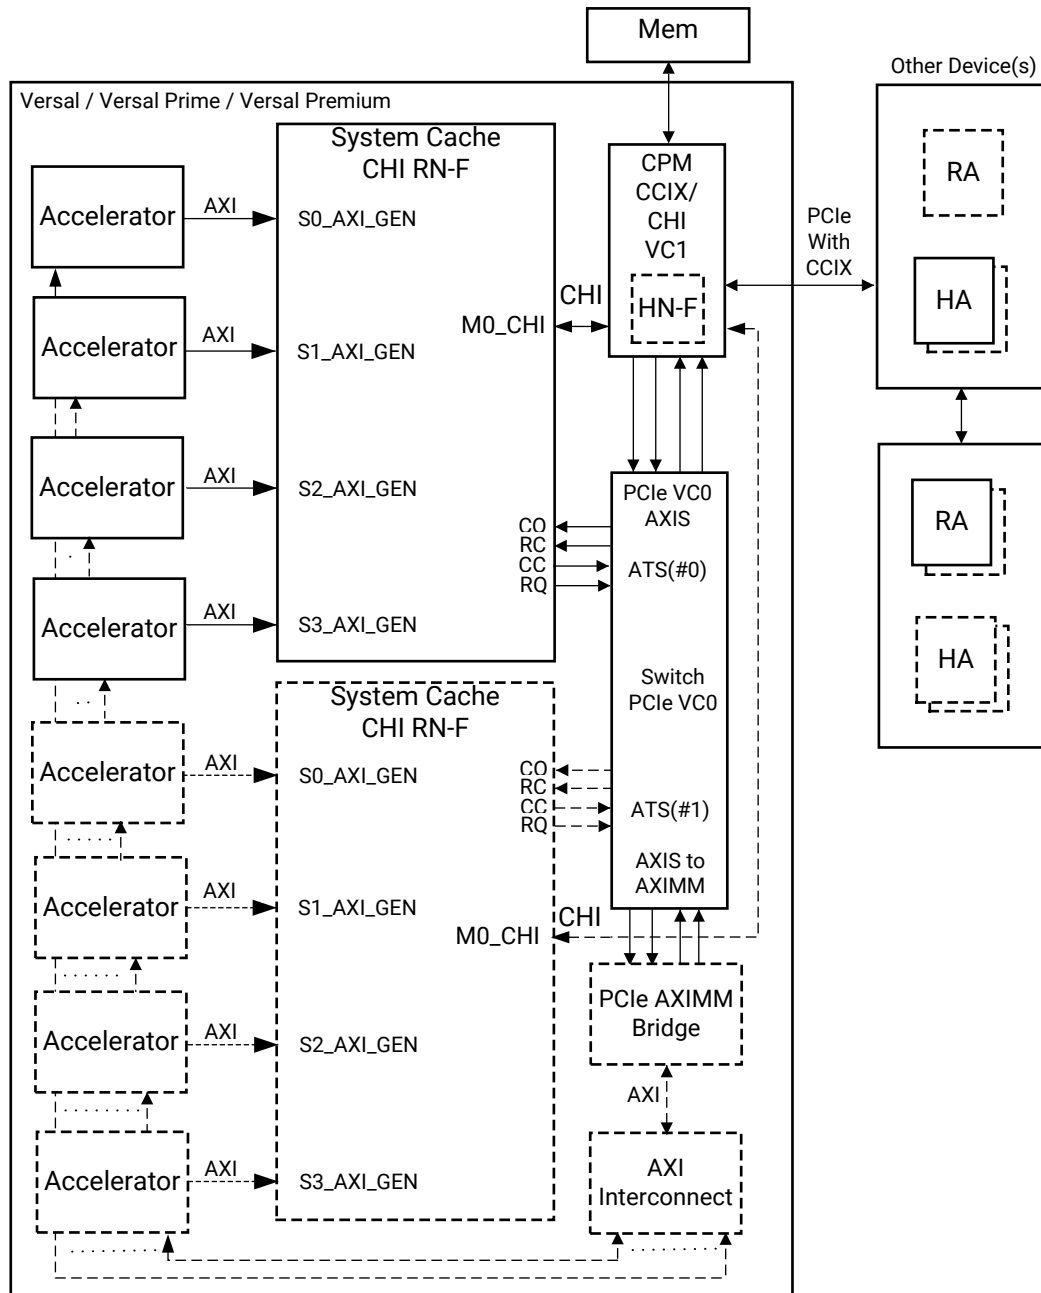 Mem
Other Device(s)
Versal / Versal Prime / Versal Premium
System Cache
CHI RN-F
CPM
CCIX/
CHI
VC1
HN-F
RA
HA
PCIe
With
CCIX
Accelerator
AXI
S0_AXI_GEN
CHI
M0_CHI
Accelerator
AXI
S1_AXI_GEN
Accelerator
AXI
S2_AXI_GEN
PCIe VC0
AXIS
CQ
RC
CC
RQ
ATS(#0)
RA
HA
Accelerator
AXI
S3_AXI_GEN
Switch
PCIe VC0
System Cache
CHI RN-F
Accelerator
AXI
S0_AXI_GEN
CQ
RC
CC
RQ
ATS(#1)
AXIS to
AXIMM
Accelerator
AXI
S1_AXI_GEN
CHI
M0_CHI
PCIe AXIMM
Bridge
Accelerator
AXI
S2_AXI_GEN
AXI
AXI
Interconnect
Accelerator
AXI
S3_AXI_GEN